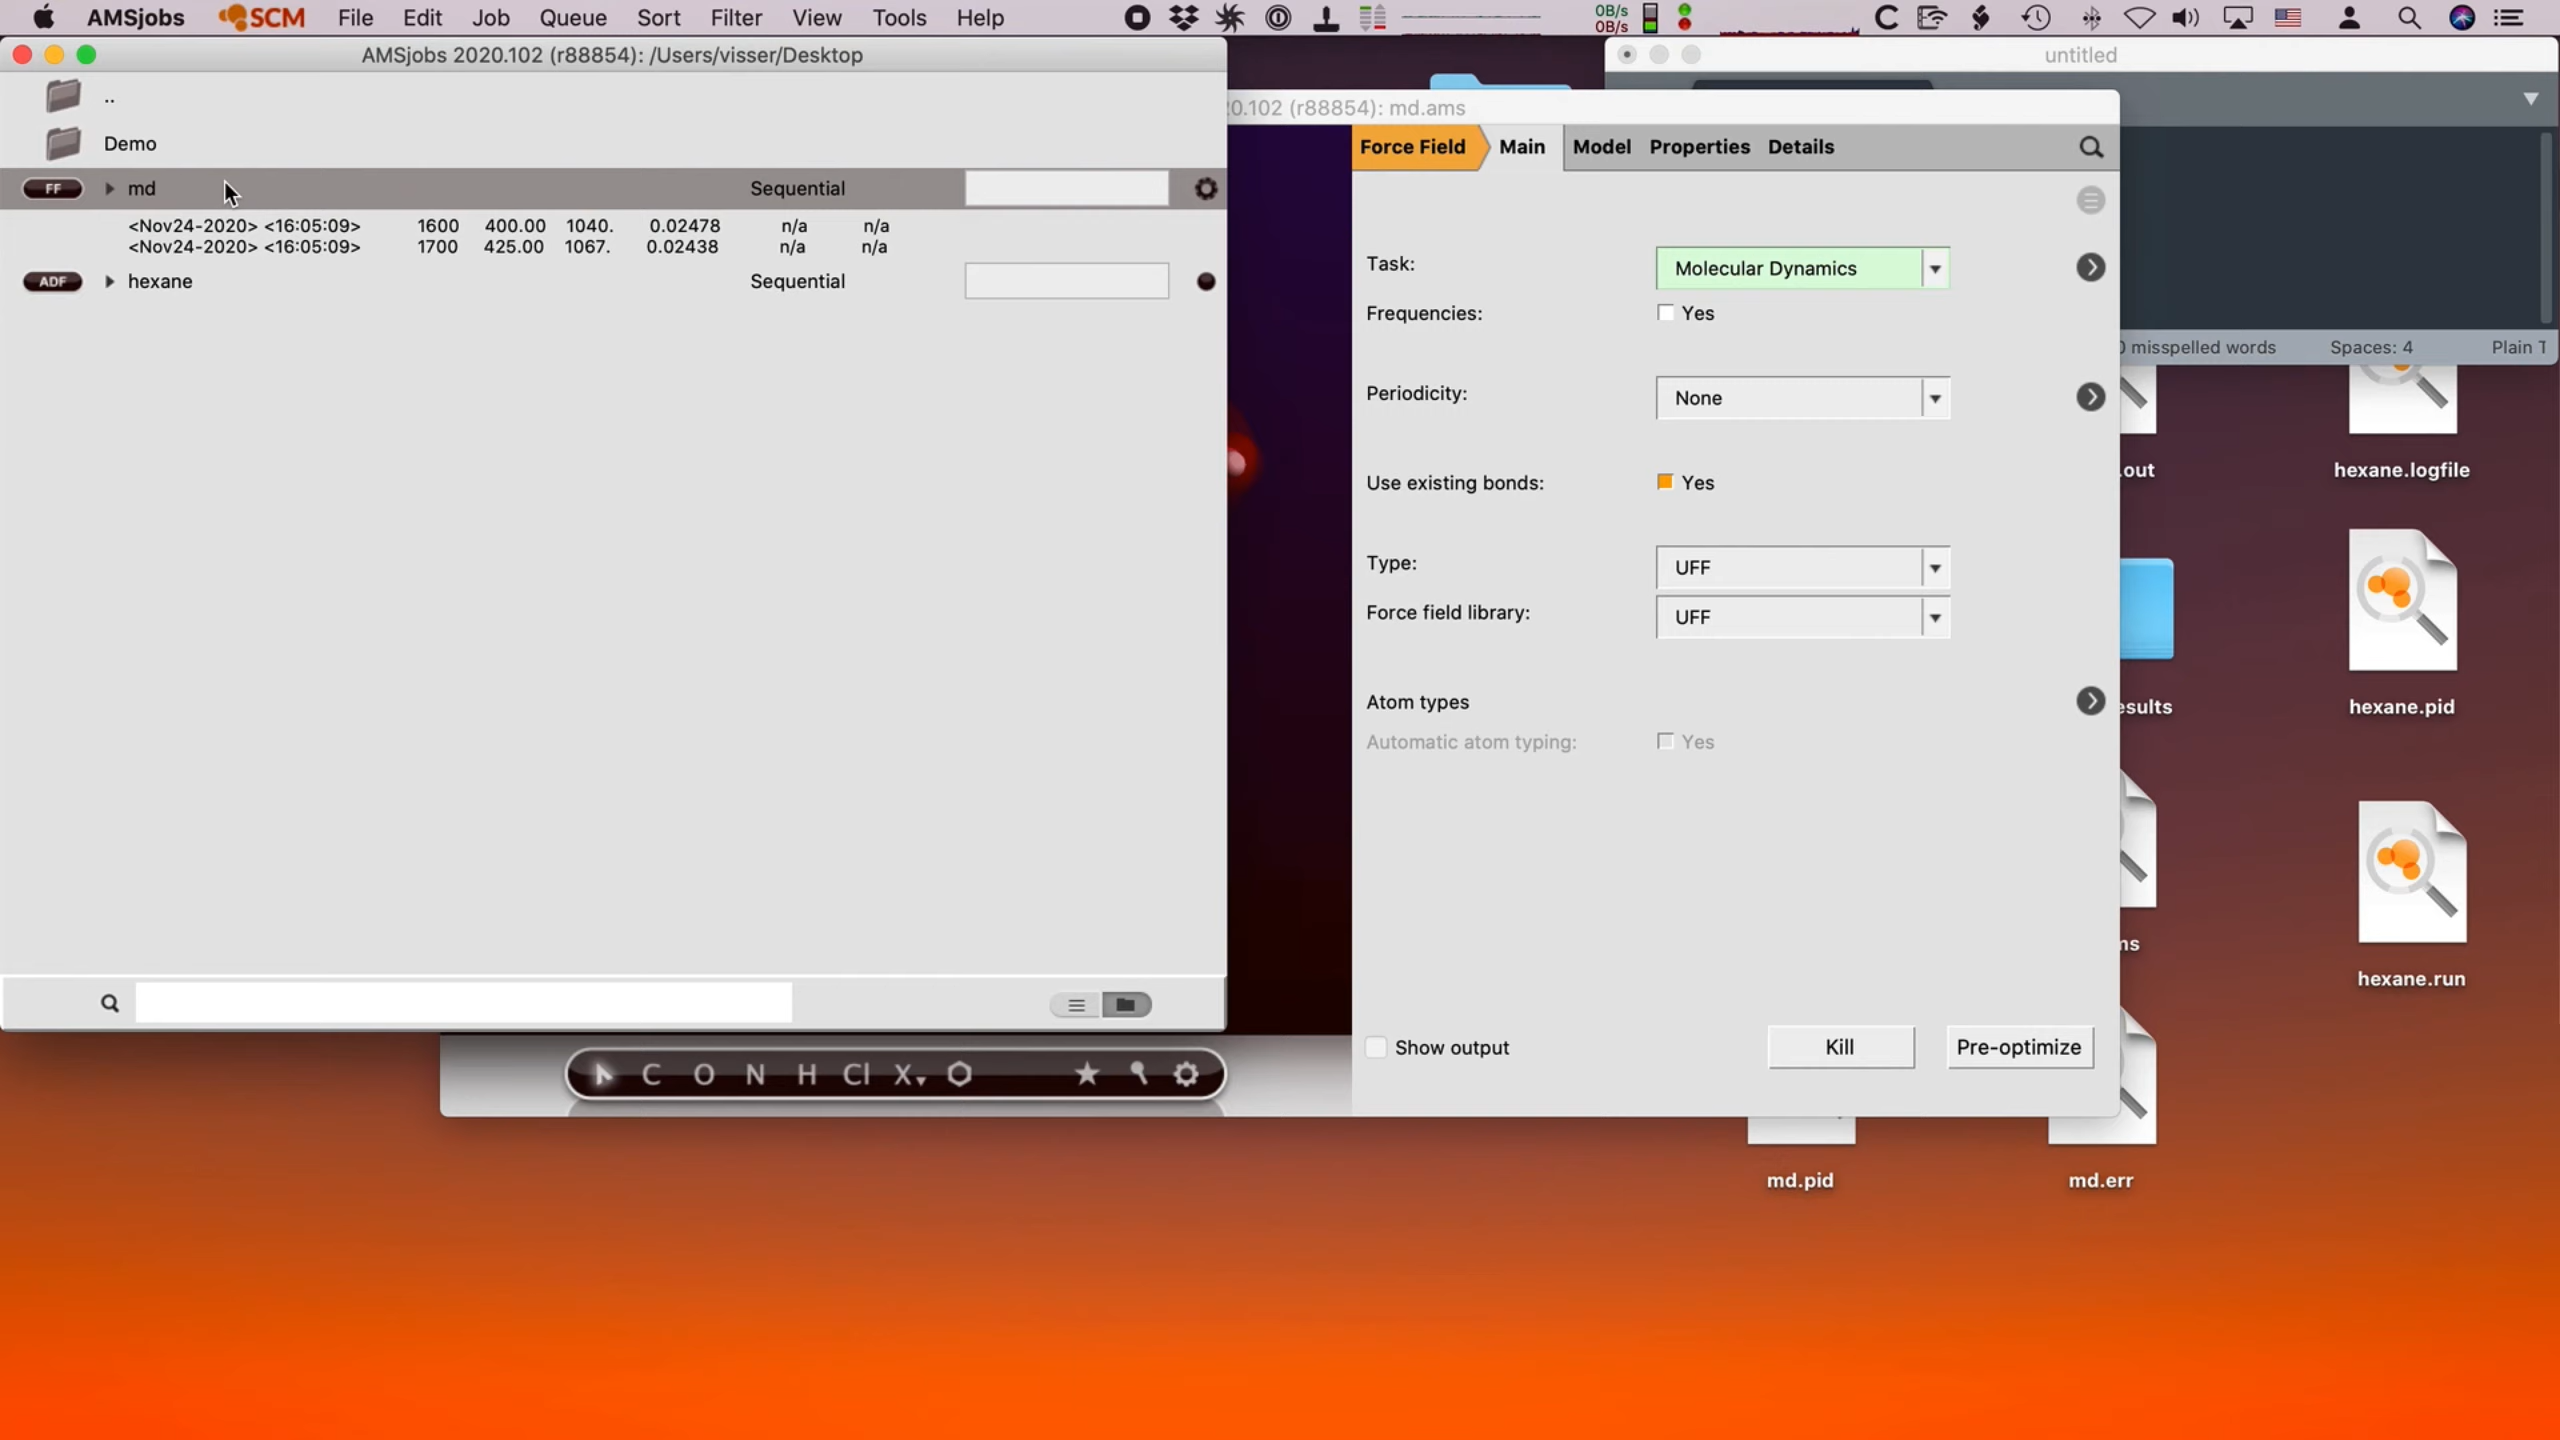 AMSjobs SCM File Edit Job Queue Sort Filter View Tools Help
0B/s
0B/s
AMSjobs 2020.102 (r88854): /Users/visser/Desktop
untitled
..
20.102 (r88854): md.ams
Demo
Force Field Main Model Properties Details
FF md Sequential
<Nov24-2020> <16:05:09> 1600 400.00 1040. 0.02478 n/a n/a
<Nov24-2020> <16:05:09> 1700 425.00 1067. 0.02438 n/a n/a
ADF hexane Sequential
Task: Molecular Dynamics
Frequencies: Yes
0 misspelled words Spaces: 4 Plain T
Periodicity: None
Use existing bonds: Yes
.out
hexane.logfile
Type: UFF
Force field library: UFF
Atom types
esults
hexane.pid
Automatic atom typing: Yes
ms
hexane.run
Show output Kill Pre-optimize
C O N H Cl X
md.pid
md.err